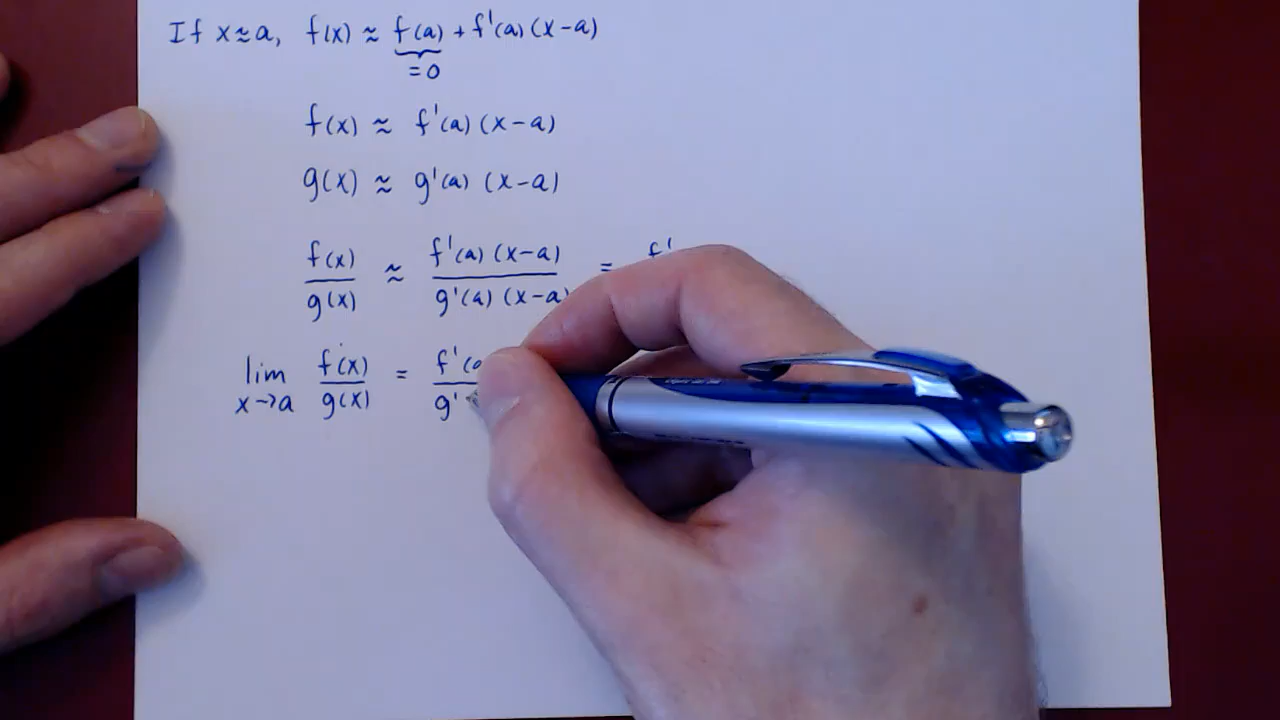 If x≈a, f(x) ≈ f(a) + f'(a)(x-a)
=0
f(x) ≈ f'(a)(x-a)
g(x) ≈ g'(a) (x-a)
f(x)/g(x) ≈ f'(a)(x-a)/g'(a)(x-a) = f'
lim x→a f(x)/g(x) = f'(a/g'